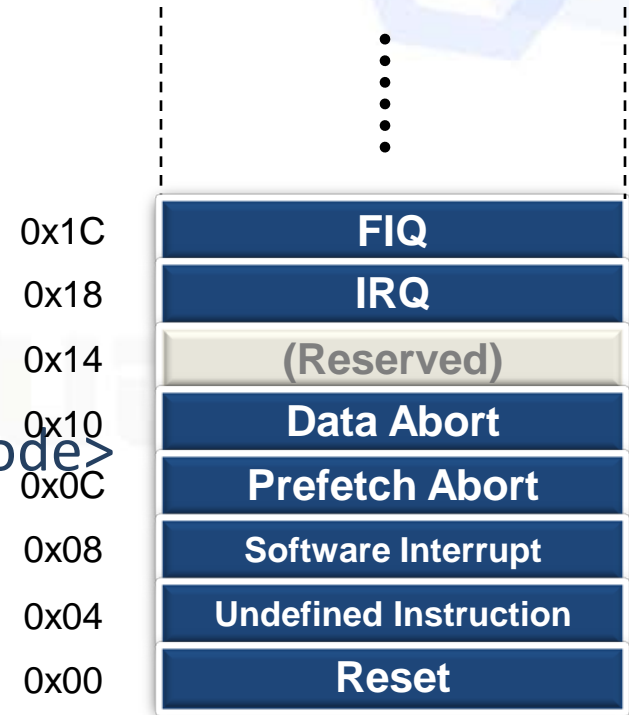 0x1C FIQ
0x18 IRQ
0x14 (Reserved)
0x10 Data Abort
ode>
0x0C Prefetch Abort
0x08 Software Interrupt
0x04 Undefined Instruction
0x00 Reset